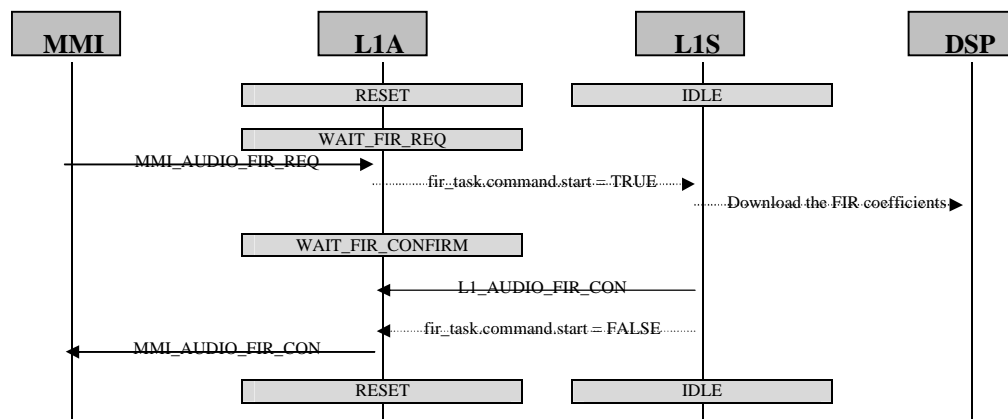 MMI L1A L1S DSP
RESET IDLE
WAIT_FIR_REQ
MMI_AUDIO_FIR_REQ
fir_task.command.start = TRUE
Download the FIR coefficients
WAIT_FIR_CONFIRM
L1_AUDIO_FIR_CON
fir_task.command.start = FALSE
MMI_AUDIO_FIR_CON
RESET IDLE